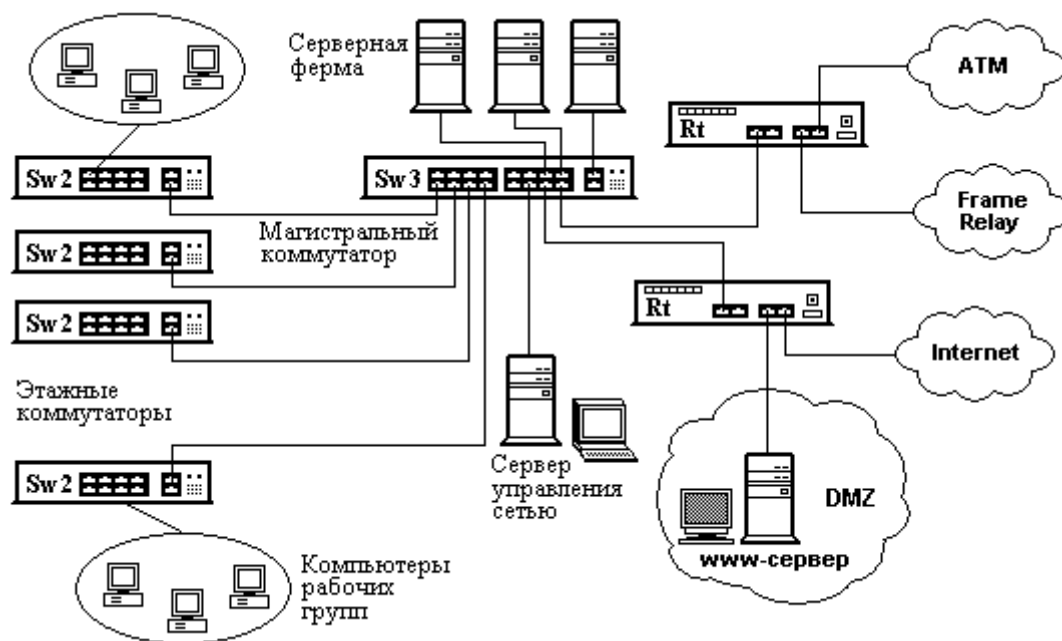 Серверная
ферма
ATM
Rt
Sw 2
Sw 3
Frame
Relay
Магистральный
коммутатор
Sw 2
Rt
Sw 2
Internet
Этажные
коммутаторы
Sw 2
Сервер
управления
сетью
DMZ
www-сервер
Компьютеры
рабочих
групп